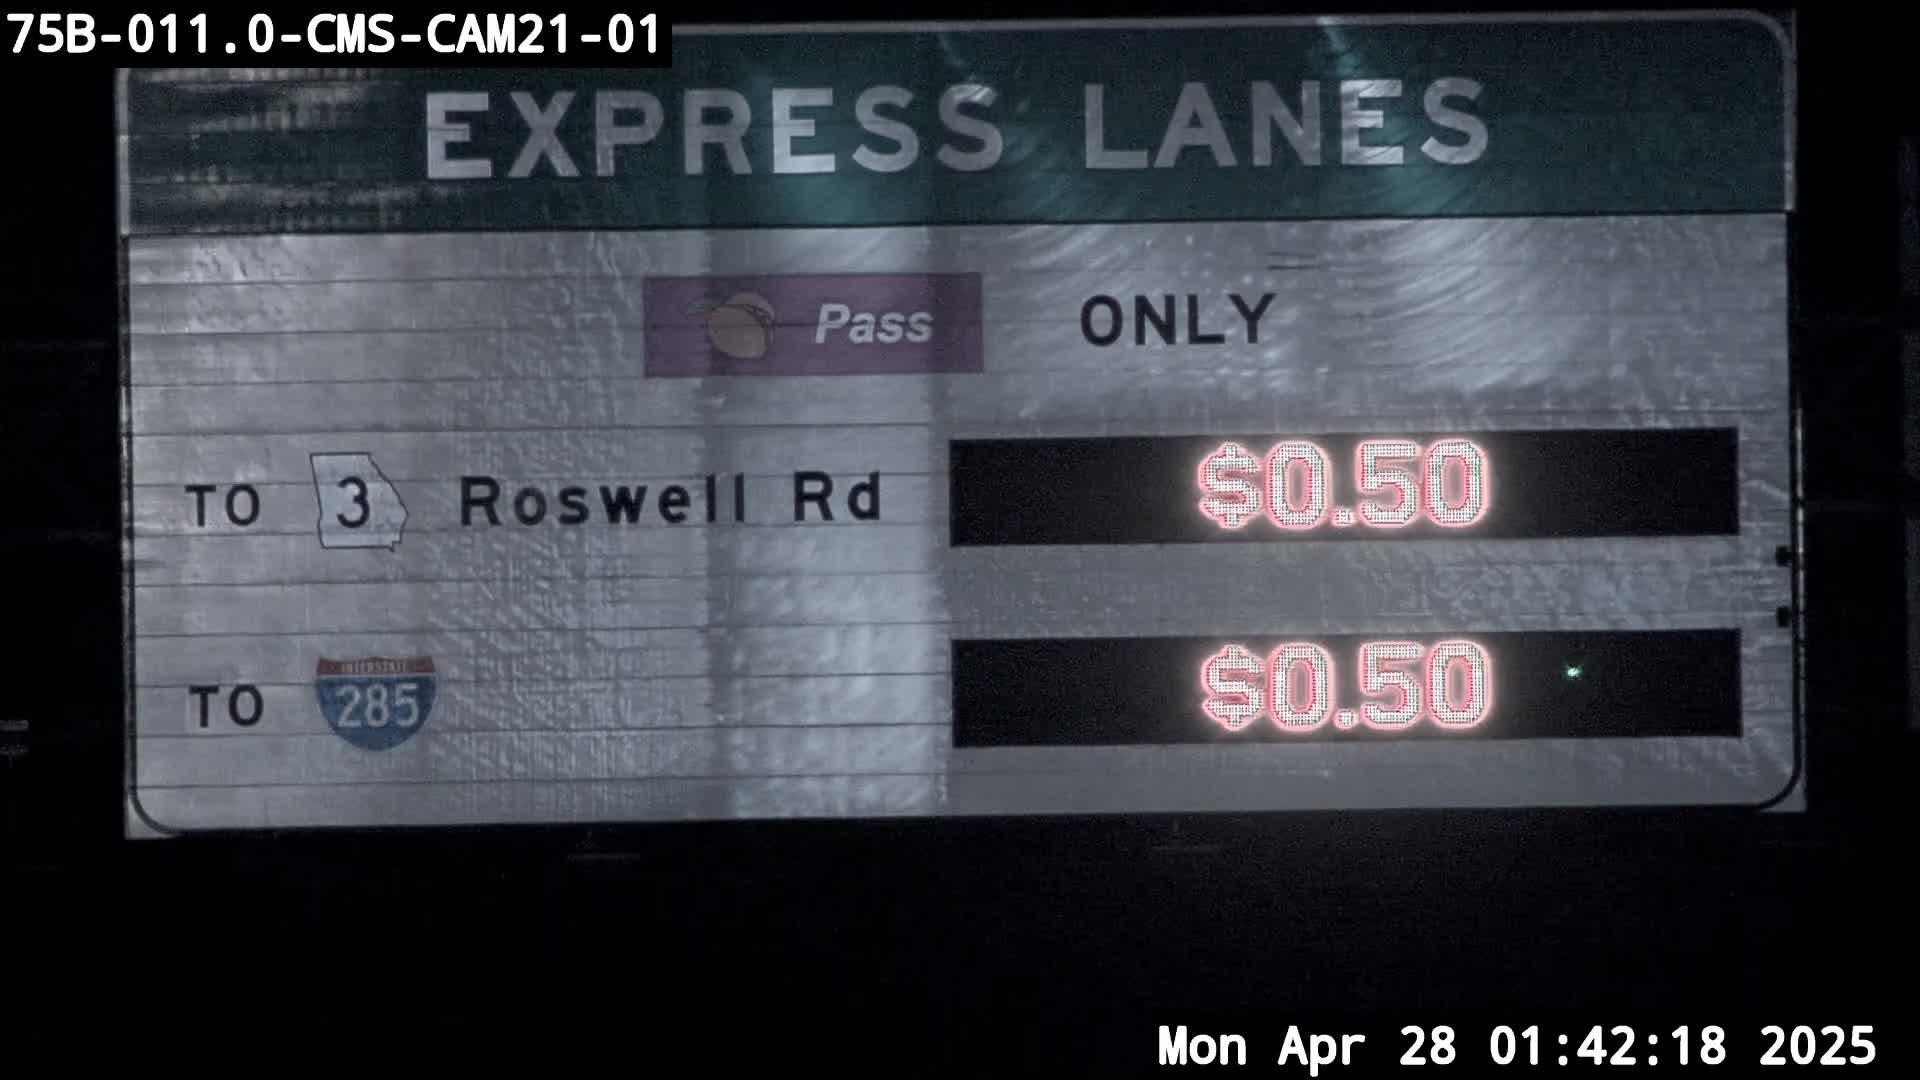 75B-011.0-CMS-CAM21-01
EXPRESS LANES
Pass ONLY
TO 3 Roswell Rd $0.50
TO INTERSTATE 285 $0.50
Mon Apr 28 01:42:18 2025